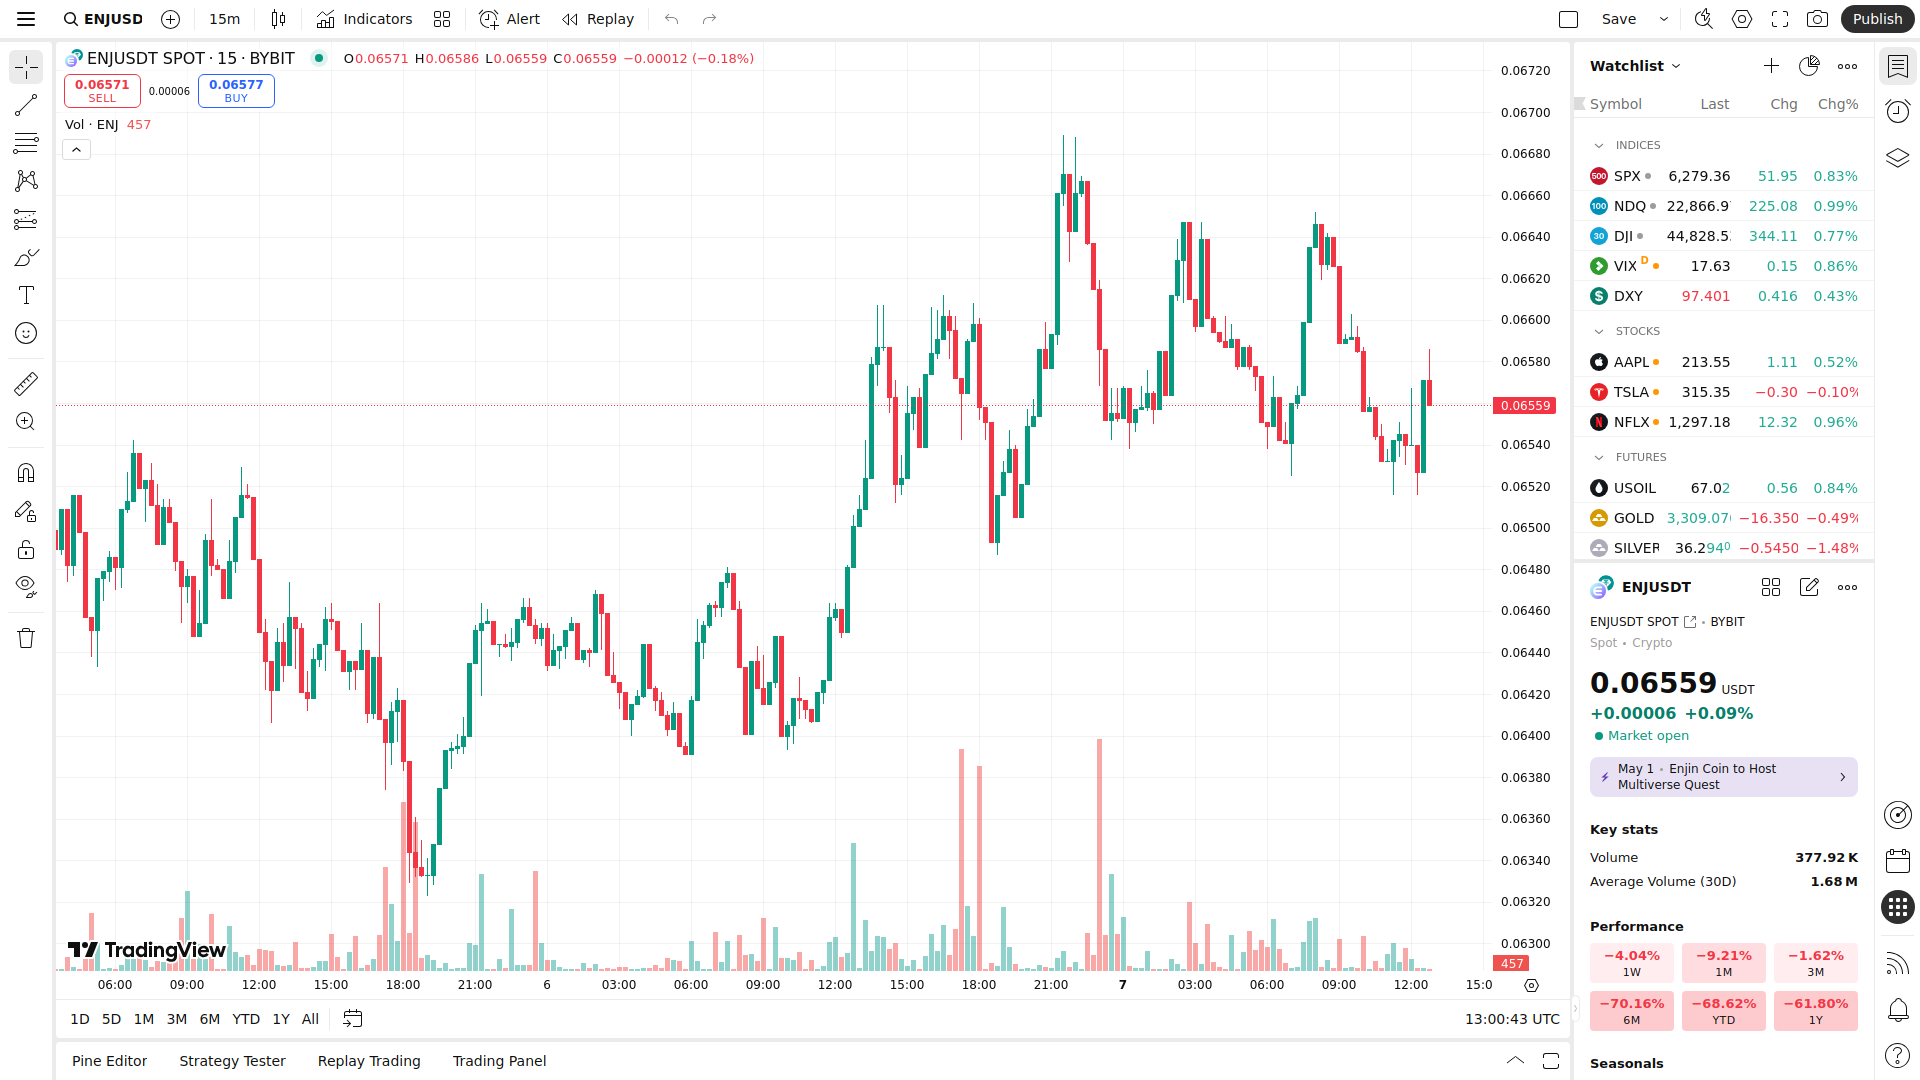 ENJUSD
15m
Indicators
Alert
Replay
Save
Publish
ENJUSDT SPOT · 15 · BYBIT
O0.06571 H0.06586 L0.06559 C0.06559 −0.00012 (−0.18%)
0.06571
SELL
0.00006
0.06577
BUY
Vol · ENJ 457
0.06720
0.06700
0.06680
0.06660
0.06640
0.06620
0.06600
0.06580
0.06559
0.06540
0.06520
0.06500
0.06480
0.06460
0.06440
0.06420
0.06400
0.06380
0.06360
0.06340
0.06320
0.06300
457
TradingView
06:00 09:00 12:00 15:00 18:00 21:00 6 03:00 06:00 09:00 12:00 15:00 18:00 21:00 7 03:00 06:00 09:00 12:00 15:0
1D 5D 1M 3M 6M YTD 1Y All
13:00:43 UTC
Pine Editor Strategy Tester Replay Trading Trading Panel
Watchlist
Symbol Last Chg Chg%
INDICES
500 SPX 6,279.36 51.95 0.83%
100 NDQ 22,866.9 225.08 0.99%
30 DJI 44,828.5 344.11 0.77%
VIX D 17.63 0.15 0.86%
$ DXY 97.401 0.416 0.43%
STOCKS
AAPL 213.55 1.11 0.52%
TSLA 315.35 −0.30 −0.10%
NFLX 1,297.18 12.32 0.96%
FUTURES
USOIL 67.02 0.56 0.84%
GOLD 3,309.07 −16.350 −0.49%
SILVER 36.2940 −0.5450 −1.48%
ENJUSDT
ENJUSDT SPOT • BYBIT
Spot • Crypto
0.06559 USDT
+0.00006 +0.09%
Market open
May 1 • Enjin Coin to Host
Multiverse Quest
Key stats
Volume 377.92 K
Average Volume (30D) 1.68 M
Performance
−4.04% −9.21% −1.62%
1W 1M 3M
−70.16% −68.62% −61.80%
6M YTD 1Y
Seasonals